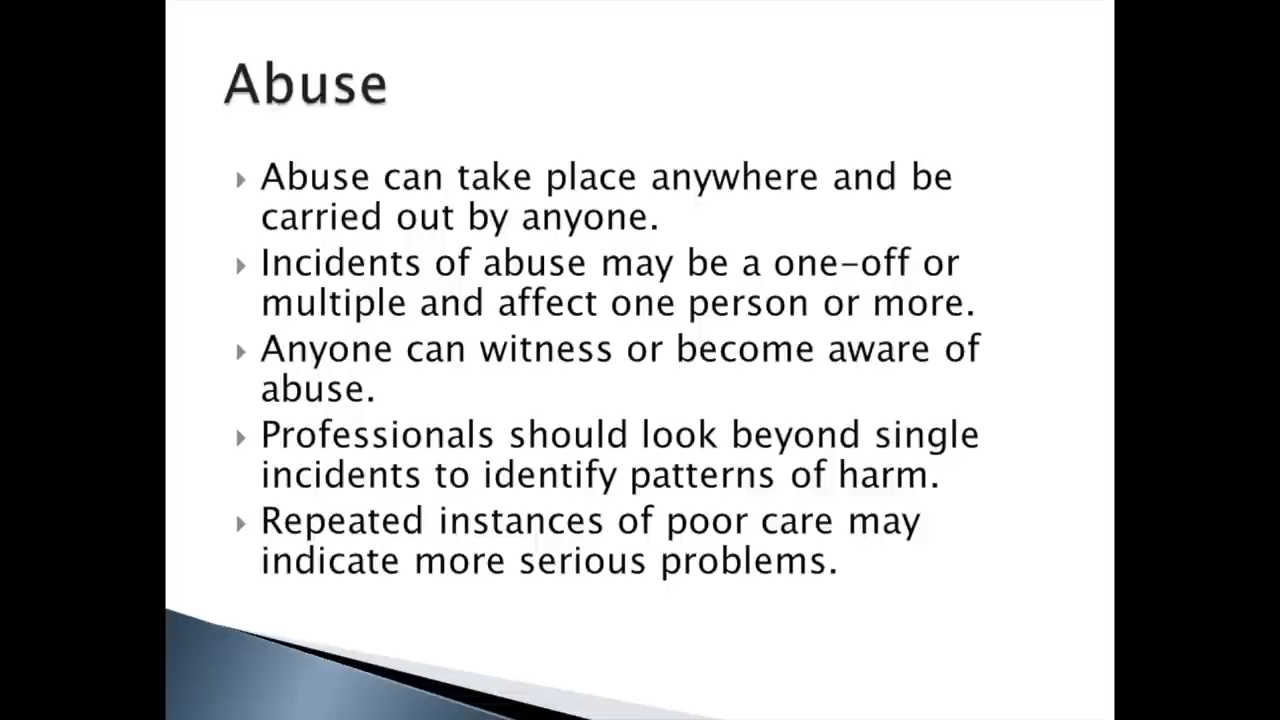 Abuse
Abuse can take place anywhere and be
carried out by anyone.
Incidents of abuse may be a one-off or
multiple and affect one person or more.
Anyone can witness or become aware of
abuse.
Professionals should look beyond single
incidents to identify patterns of harm.
Repeated instances of poor care may
indicate more serious problems.